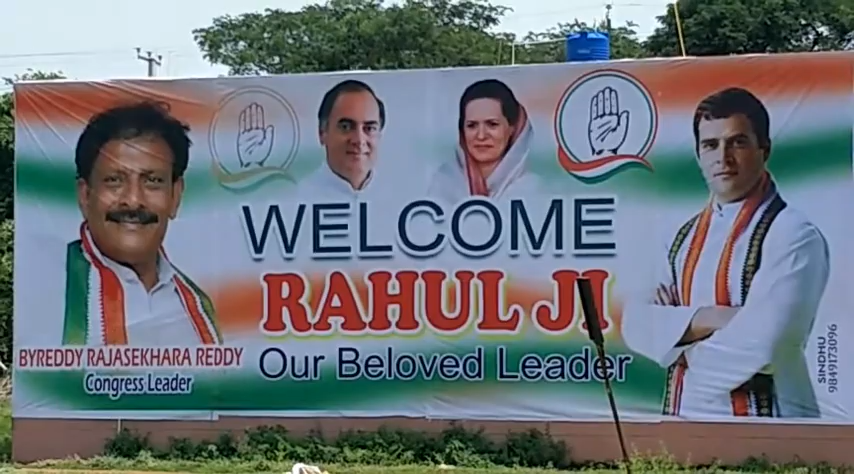 WELCOME
RAHUL JI
Our Beloved Leader
BYREDDY RAJASEKHARA REDDY
Congress Leader
SINDHU
9849173096